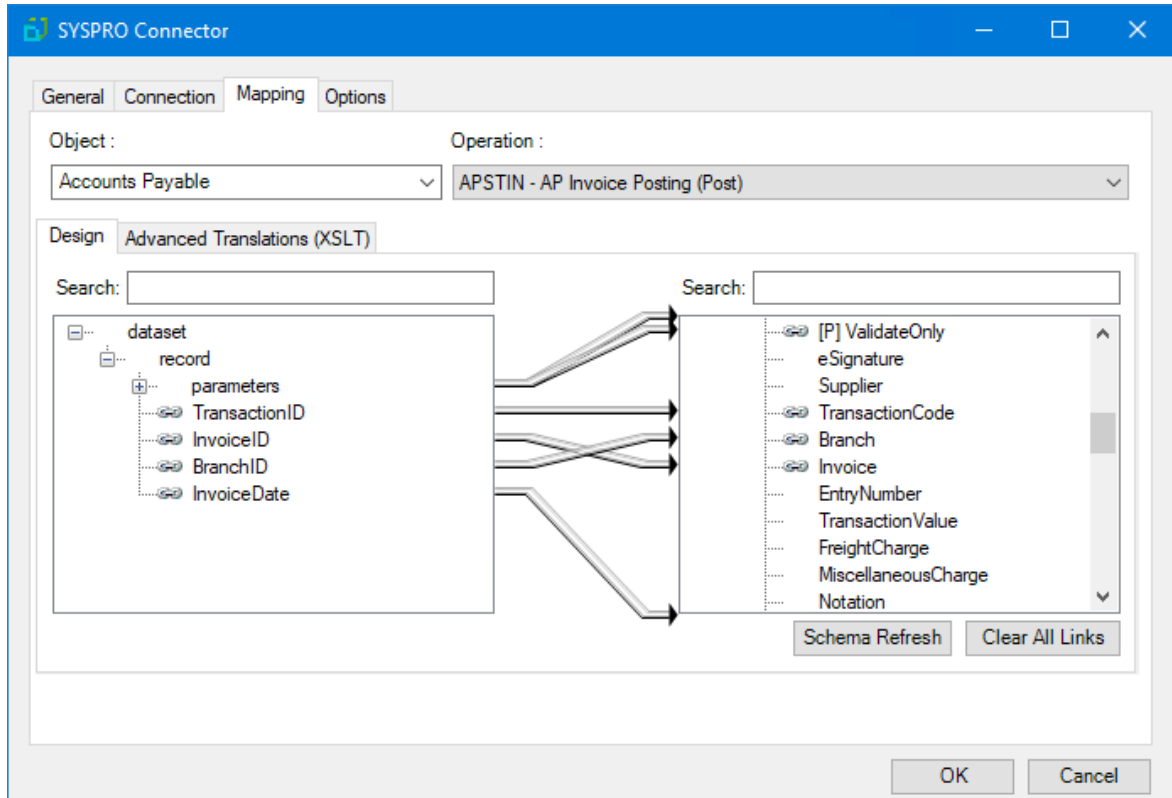 SYSPRO Connector
General Connection Mapping Options
Object : Operation :
Accounts Payable APSTIN - AP Invoice Posting (Post)
Design Advanced Translations (XSLT)
Search: Search:
dataset [P] ValidateOnly
record eSignature
parameters Supplier
TransactionID TransactionCode
InvoiceID Branch
BranchID Invoice
InvoiceDate EntryNumber
TransactionValue
FreightCharge
MiscellaneousCharge
Notation
Schema Refresh Clear All Links
OK Cancel